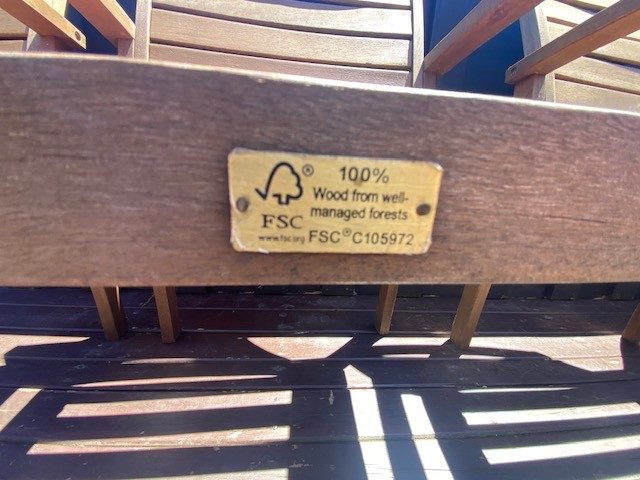 100%
Wood from well-
managed forests
FSC® C105972
®
FSC
www.fsc.org